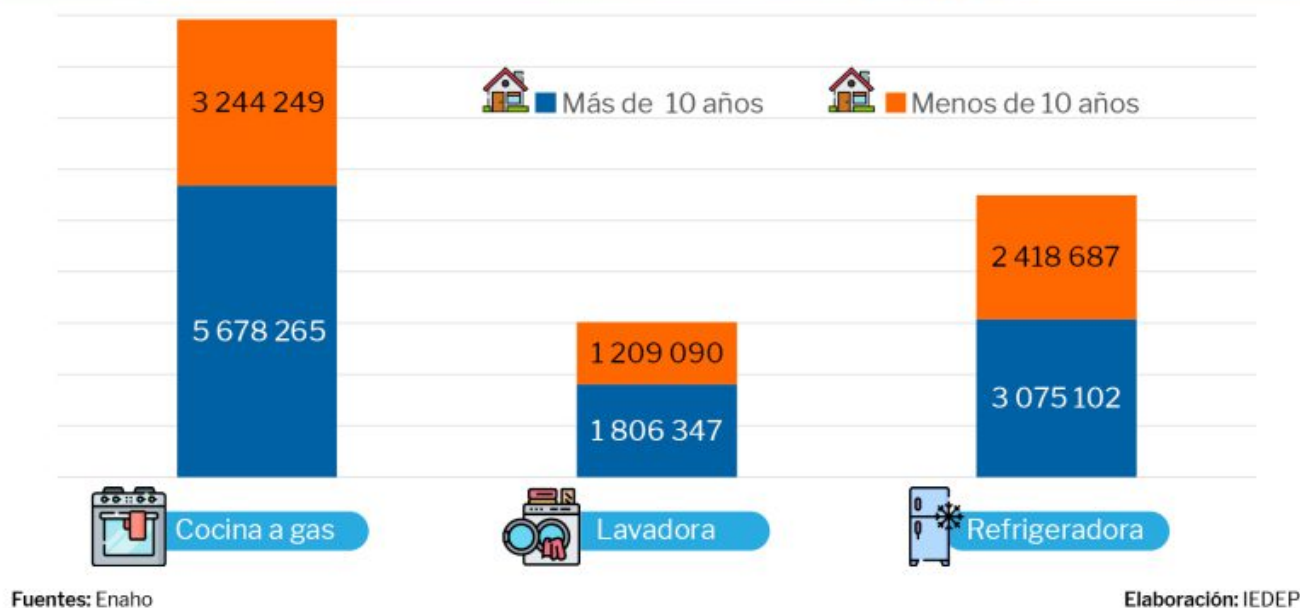 3 244 249
Más de 10 años
Menos de 10 años
5 678 265
1 209 090
1 806 347
2 418 687
3 075 102
Cocina a gas
Lavadora
Refrigeradora
Fuentes: Enaho
Elaboración: IEDEP